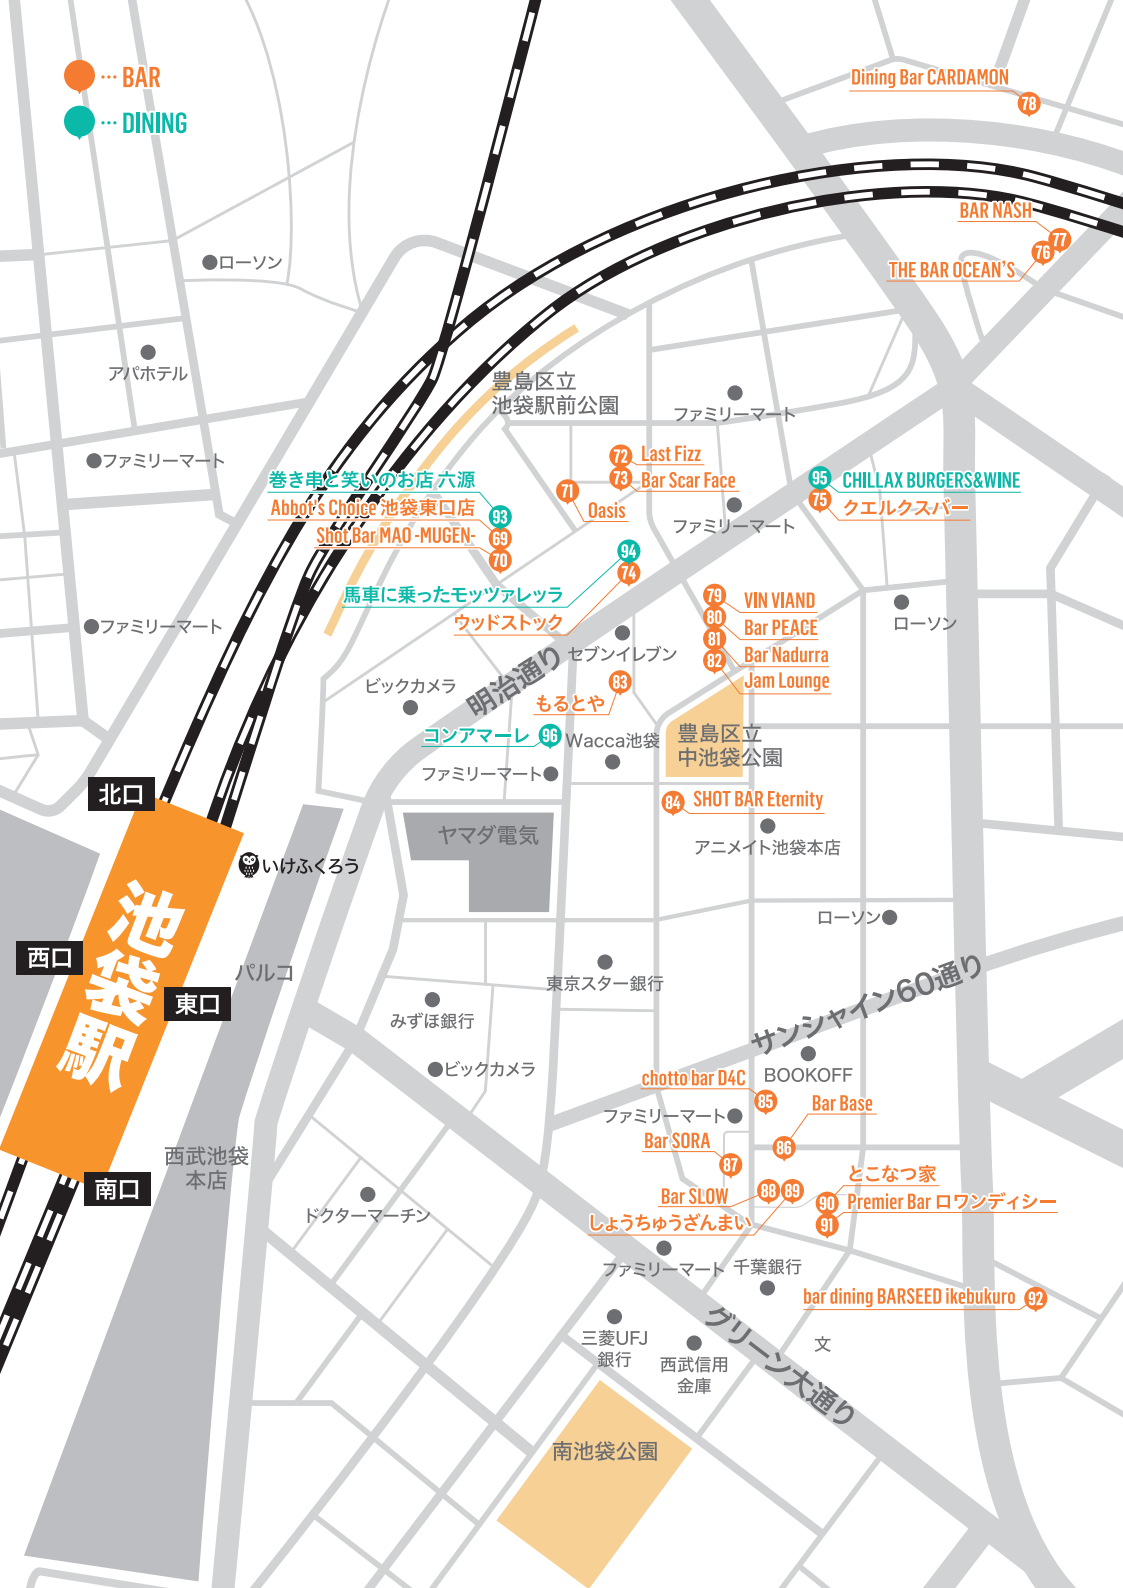 … BAR
… DINING
Dining Bar CARDAMON
78
BAR NASH
77
76
THE BAR OCEAN'S
ローソン
アパホテル
豊島区立
池袋駅前公園
ファミリーマート
ファミリーマート
72 Last Fizz
73 Bar Scar Face
71
Oasis
巻き串と笑いのお店 六源
93
Abbot's Choice 池袋東口店
69
Shot Bar MAO -MUGEN-
70
95 CHILLAX BURGERS&WINE
75 クエルクスバー
ファミリーマート
94
74
馬車に乗ったモッツァレッラ
ウッドストック
79 VIN VIAND
80 Bar PEACE
81 Bar Nadurra
82 Jam Lounge
ローソン
ファミリーマート
セブンイレブン
明治通り
83
もるとや
ビックカメラ
コンアマーレ 96
Wacca池袋
豊島区立
中池袋公園
ファミリーマート
北口
84 SHOT BAR Eternity
ヤマダ電気
アニメイト池袋本店
いけふくろう
池袋駅
ローソン
西口
パルコ
東口
東京スター銀行
サンシャイン60通り
みずほ銀行
ビックカメラ
BOOKOFF
chotto bar D4C
85
Bar Base
ファミリーマート
86
Bar SORA
87
西武池袋
本店
南口
とこなつ家
90
Premier Bar ロワンディシー
91
Bar SLOW
88
89
しょうちゅうざんまい
ドクターマーチン
ファミリーマート
千葉銀行
bar dining BARSEED ikebukuro 92
グリーン大通り
三菱UFJ
銀行
西武信用
金庫
文
南池袋公園